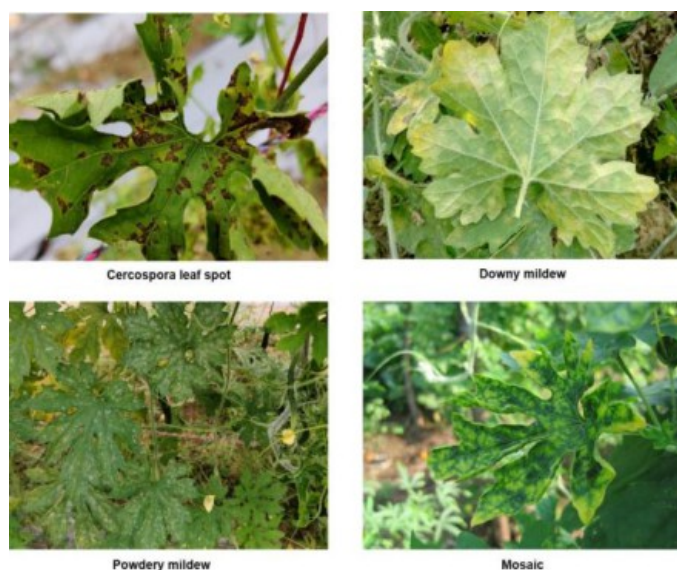 Cercospora leaf spot
Downy mildew
Powdery mildew
Mosaic